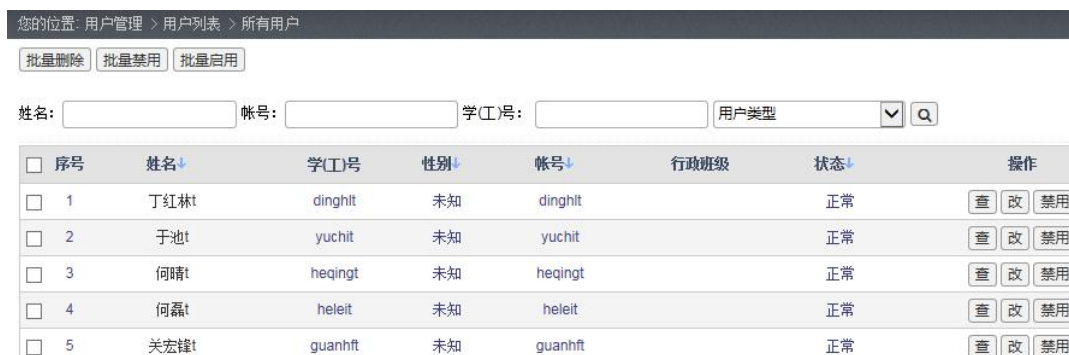 您的位置: 用户管理 > 用户列表 > 所有用户
批量删除 批量禁用 批量启用
姓名: 帐号: 学(工)号: 用户类型
序号 姓名↓ 学(工)号 性别↓ 帐号↓ 行政班级 状态↓ 操作
1 丁红林t dinghlt 未知 dinghlt 正常 查 改 禁用
2 于池t yuchit 未知 yuchit 正常 查 改 禁用
3 何晴t heqingt 未知 heqingt 正常 查 改 禁用
4 何磊t heleit 未知 heleit 正常 查 改 禁用
5 关宏锋t guanhft 未知 guanhft 正常 查 改 禁用